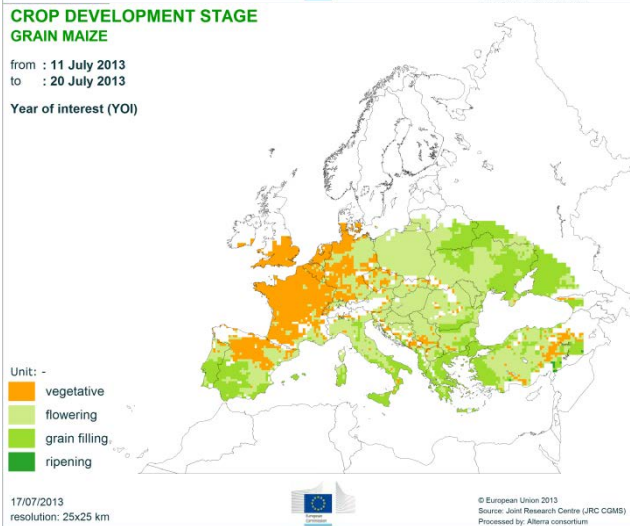 CROP DEVELOPMENT STAGE
GRAIN MAIZE
from : 11 July 2013
to : 20 July 2013
Year of interest (YOI)
Unit: -
vegetative
flowering
grain filling
ripening
17/07/2013
resolution: 25x25 km
European
Commission
© European Union 2013
Source: Joint Research Centre (JRC CGMS)
Processed by: Alterra consortium